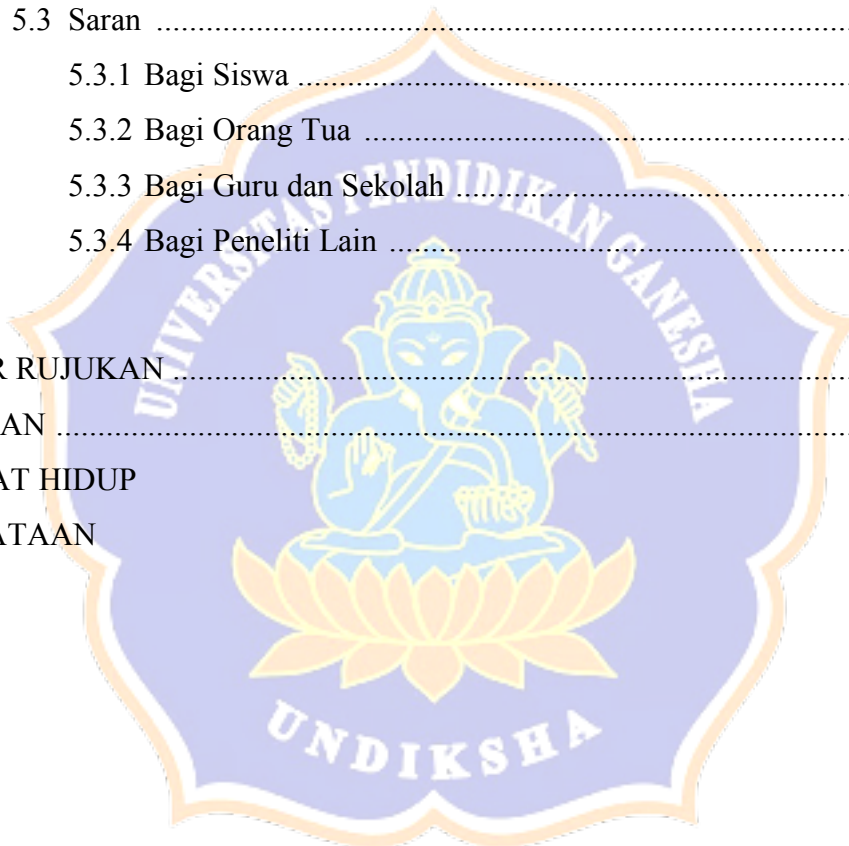 5.3 Saran ........................................................................................
5.3.1 Bagi Siswa ........................................................................
5.3.2 Bagi Orang Tua ...............................................................
5.3.3 Bagi Guru dan Sekolah ....................................................
5.3.4 Bagi Peneliti Lain ............................................................
UNIVERSITAS PENDIDIKAN GANESHA
R RUJUKAN ........................................................................................
AN ........................................................................................................
AT HIDUP
ATAAN
UNDIKSHA